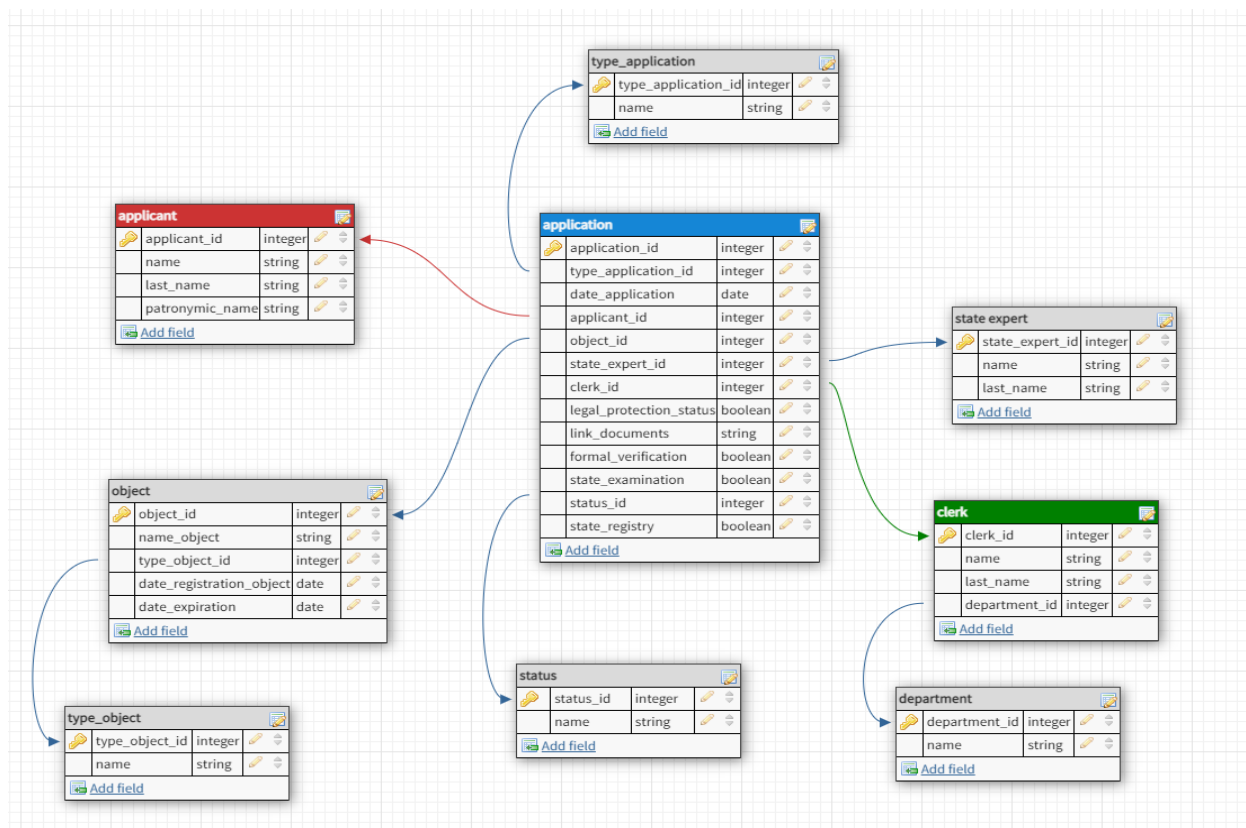 type_application
type_application_id integer
name string
Add field
applicant
applicant_id integer
name string
last_name string
patronymic_name string
Add field
application
application_id integer
type_application_id integer
date_application date
applicant_id integer
object_id integer
state_expert_id integer
clerk_id integer
legal_protection_status boolean
link_documents string
formal_verification boolean
state_examination boolean
status_id integer
state_registry boolean
Add field
state expert
state_expert_id integer
name string
last_name string
Add field
object
object_id integer
name_object string
type_object_id integer
date_registration_object date
date_expiration date
Add field
clerk
clerk_id integer
name string
last_name string
department_id integer
Add field
status
status_id integer
name string
Add field
department
department_id integer
name string
Add field
type_object
type_object_id integer
name string
Add field